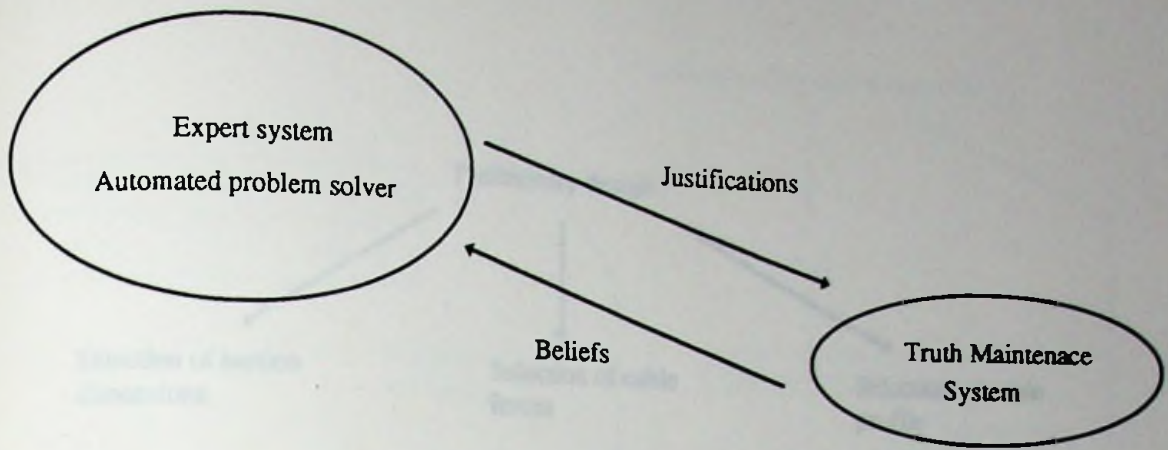 Expert system
Automated problem solver
Justifications
Beliefs
Truth Maintenace
System